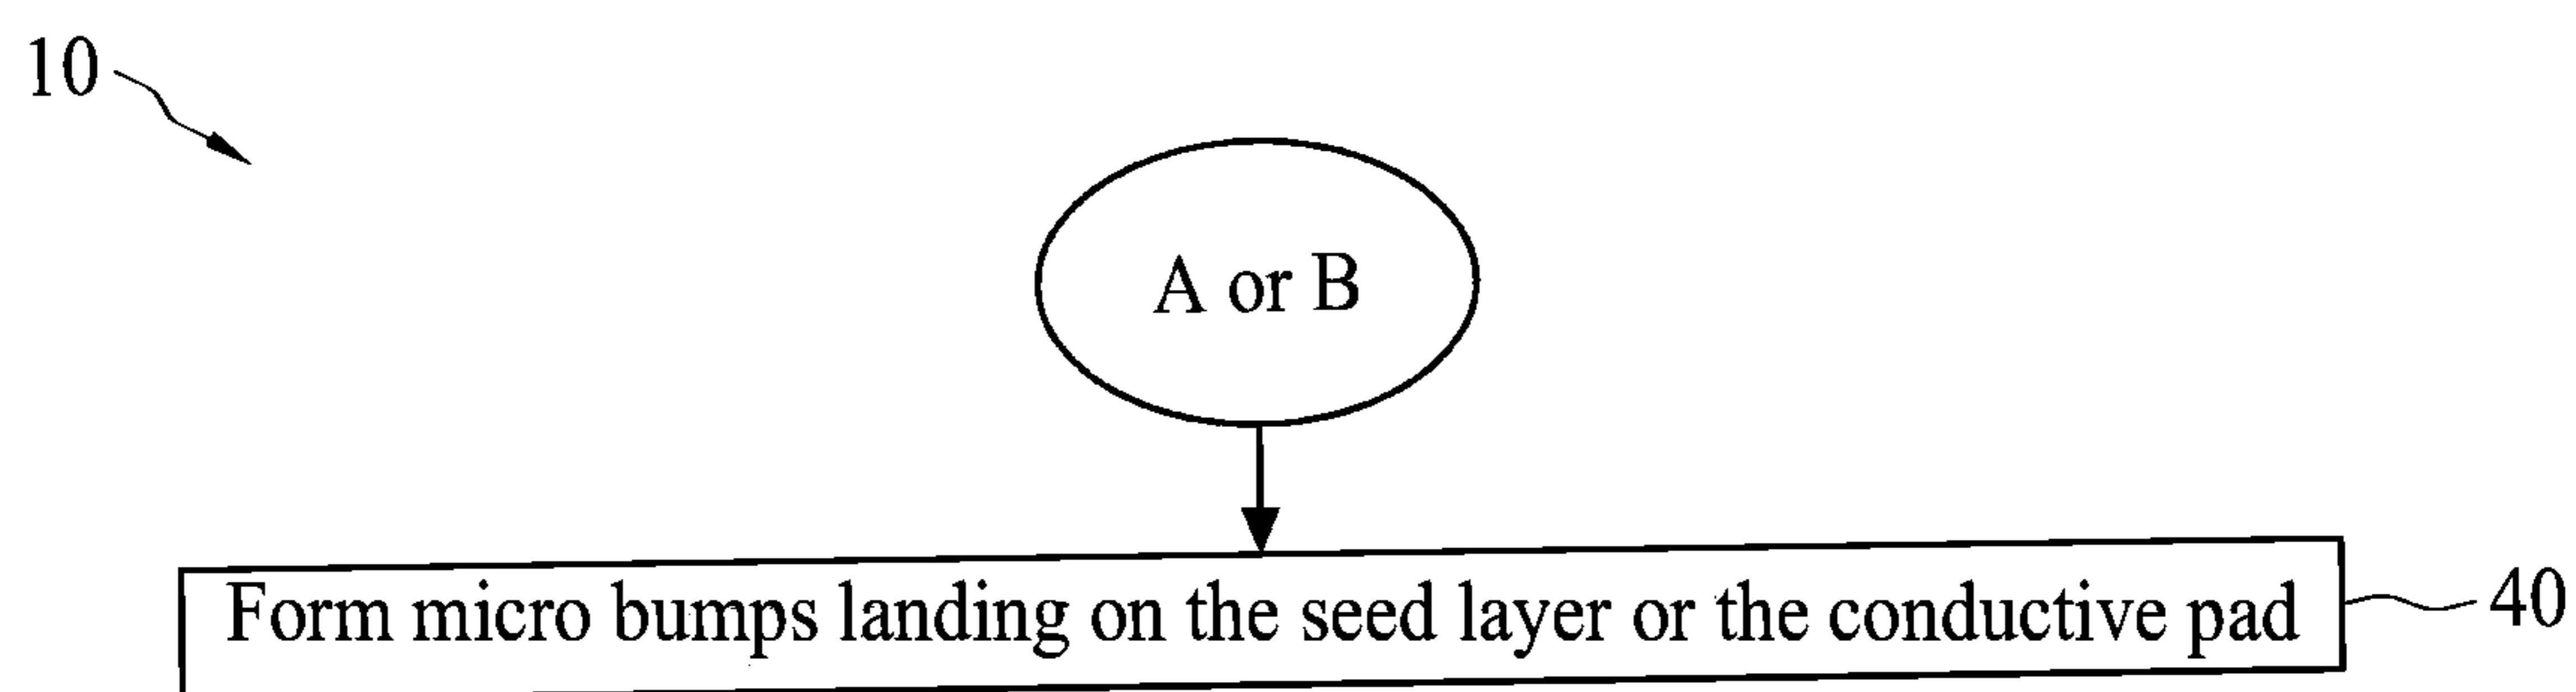 10
A or B
Form micro bumps landing on the seed layer or the conductive pad
40